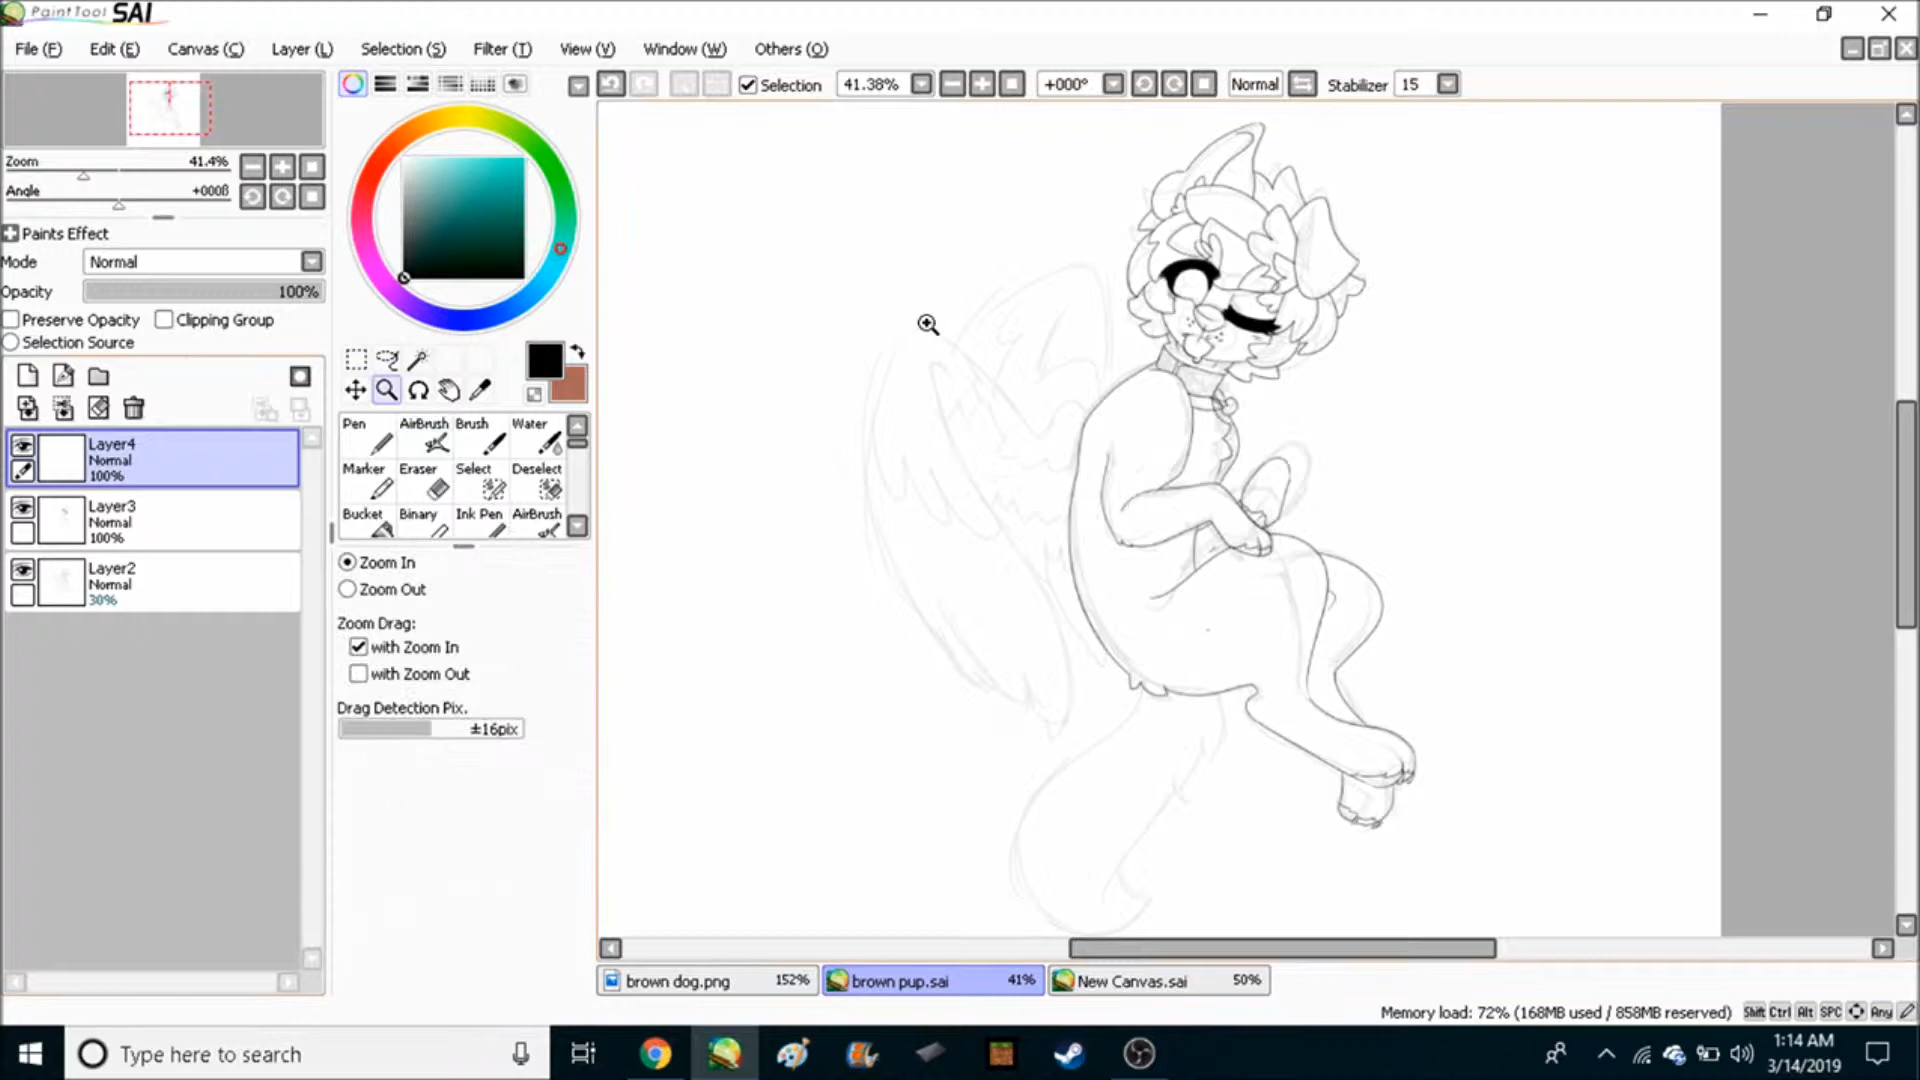 PaintTool SAI
File (F) Edit (E) Canvas (C) Layer (L) Selection (S) Filter (T) View (V) Window (W) Others (O)
Selection 41.38% +000° Normal Stabilizer 15
Zoom 41.4%
Angle +000ß
Paints Effect
Mode Normal
Opacity 100%
Preserve Opacity Clipping Group
Selection Source
Layer4
Normal
100%
Layer3
Normal
100%
Layer2
Normal
30%
Pen AirBrush Brush Water
Marker Eraser Select Deselect
Bucket Binary Ink Pen AirBrush
Zoom In
Zoom Out
Zoom Drag:
with Zoom In
with Zoom Out
Drag Detection Pix.
±16pix
brown dog.png 152% brown pup.sai 41% New Canvas.sai 50%
Memory load: 72% (168MB used / 858MB reserved) Shift Ctrl Alt SPC Any
Type here to search
1:14 AM
3/14/2019